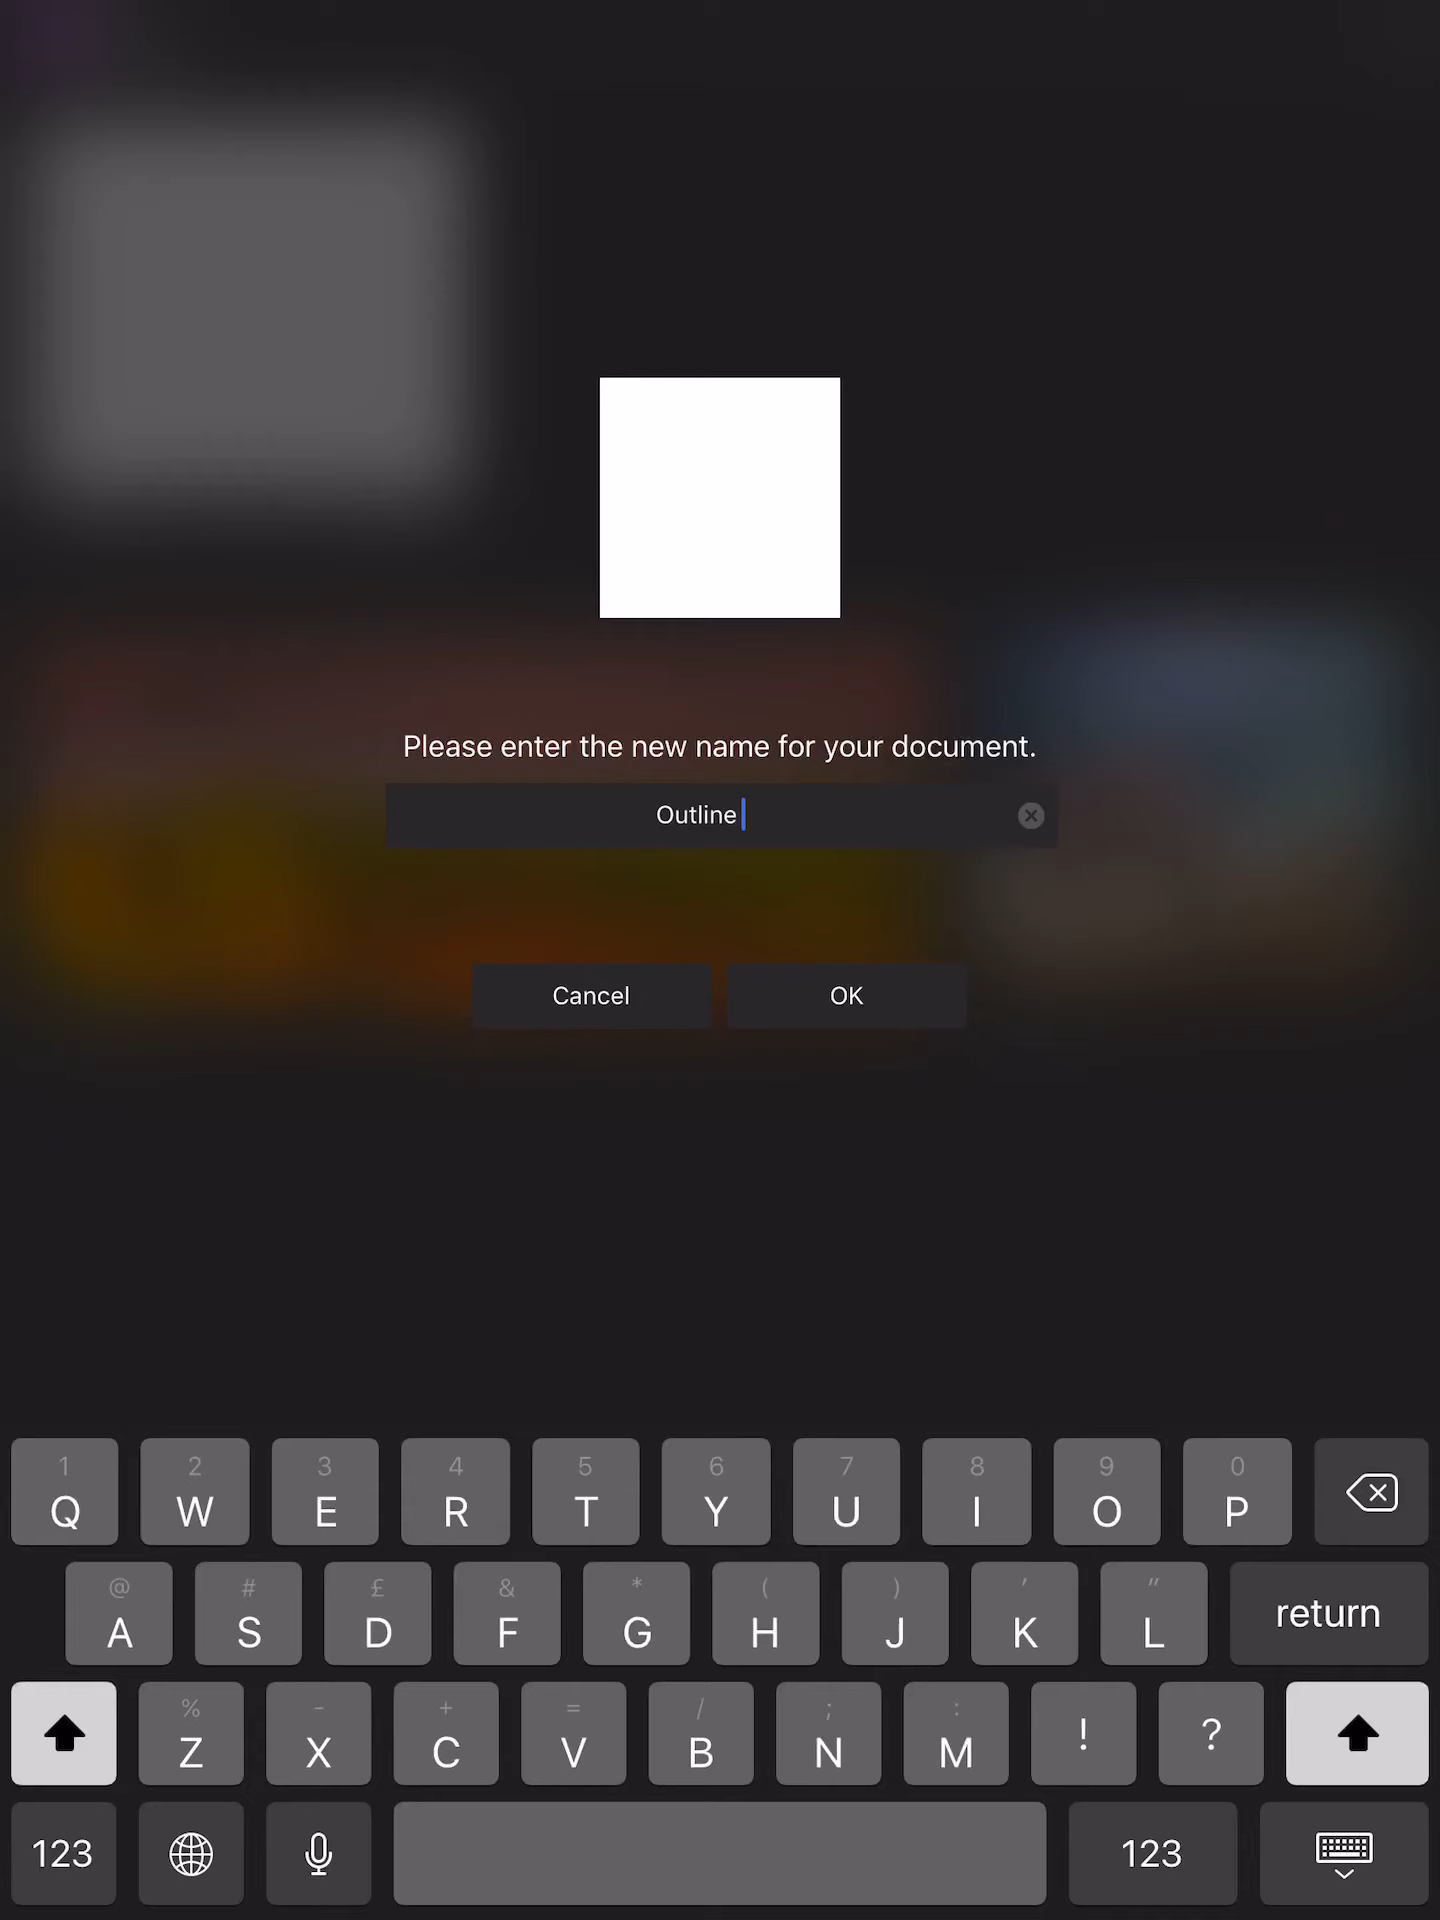 Please enter the new name for your document.
Outline
Cancel OK
1 2 3 4 5 6 7 8 9 0
Q W E R T Y U I O P
@ # £ & * ( ) ' "
A S D F G H J K L return
% - + = / ; :
Z X C V B N M ! ?
123 123